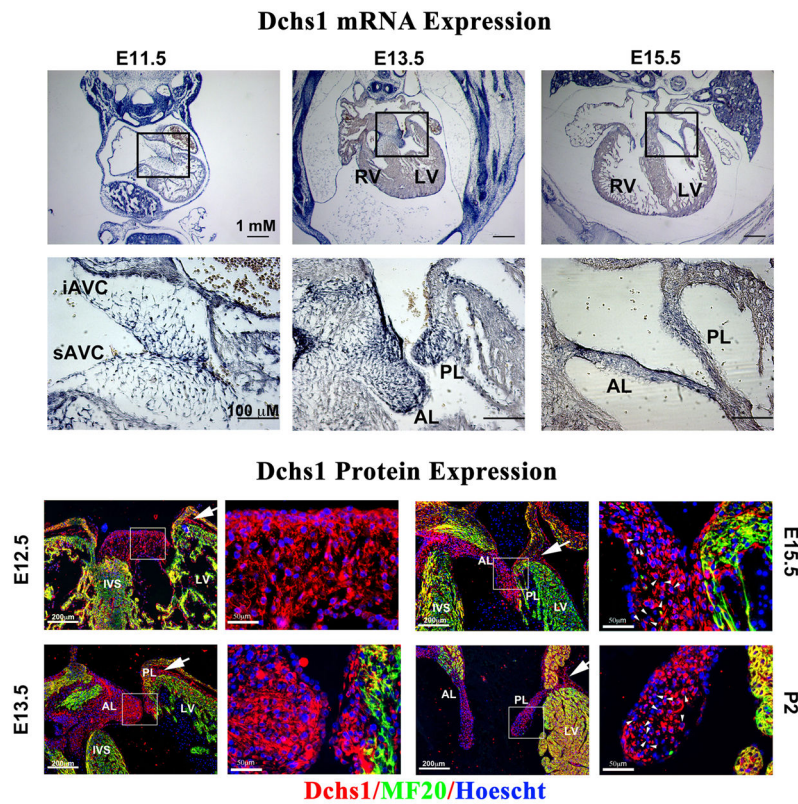 Dchs1 mRNA Expression
E11.5 E13.5 E15.5
1 mM
RV LV
RV LV
iAVC
sAVC
100 µM
PL
AL
PL
AL
Dchs1 Protein Expression
E12.5
IVS
LV
200µm
50µm
AL
PL
IVS
LV
200µm
50µm
E15.5
E13.5
PL
AL
LV
IVS
200µm
50µm
AL
PL
LV
200µm
50µm
P2
Dchs1/MF20/Hoescht